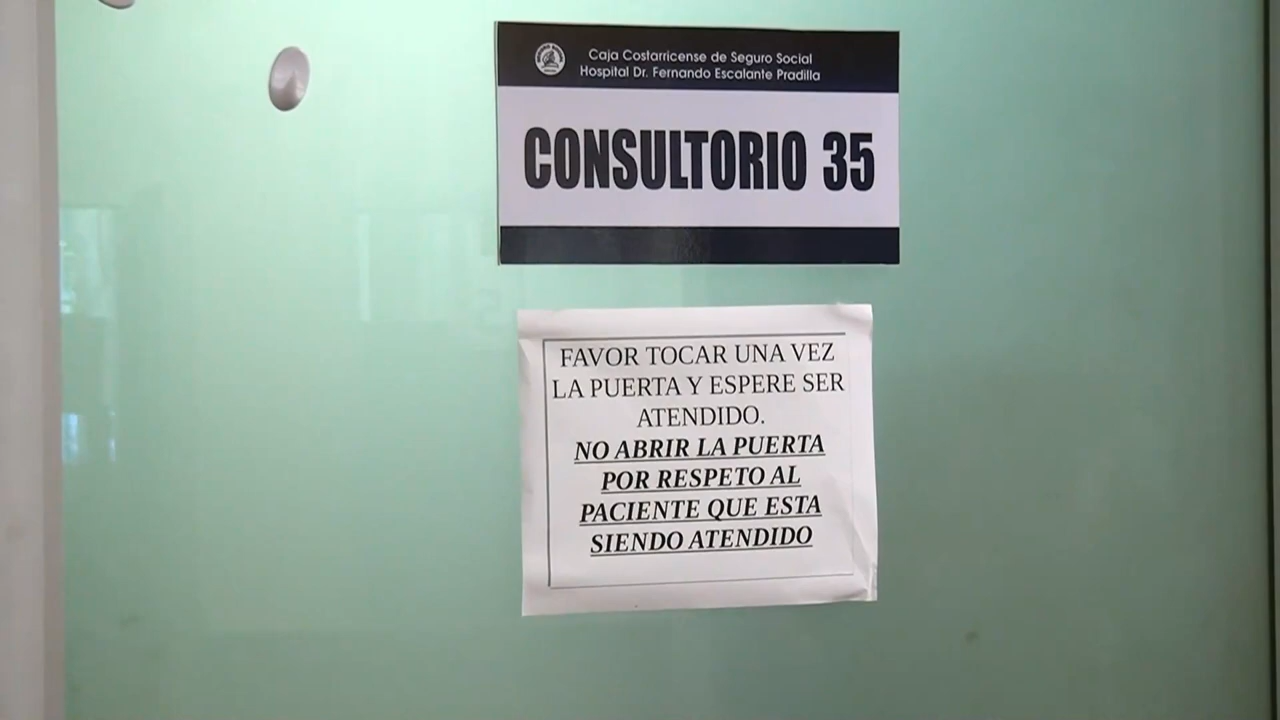 Caja Costarricense de Seguro Social
Hospital Dr. Fernando Escalante Pradilla
CONSULTORIO 35
FAVOR TOCAR UNA VEZ
LA PUERTA Y ESPERE SER
ATENDIDO.
NO ABRIR LA PUERTA
POR RESPETO AL
PACIENTE QUE ESTA
SIENDO ATENDIDO